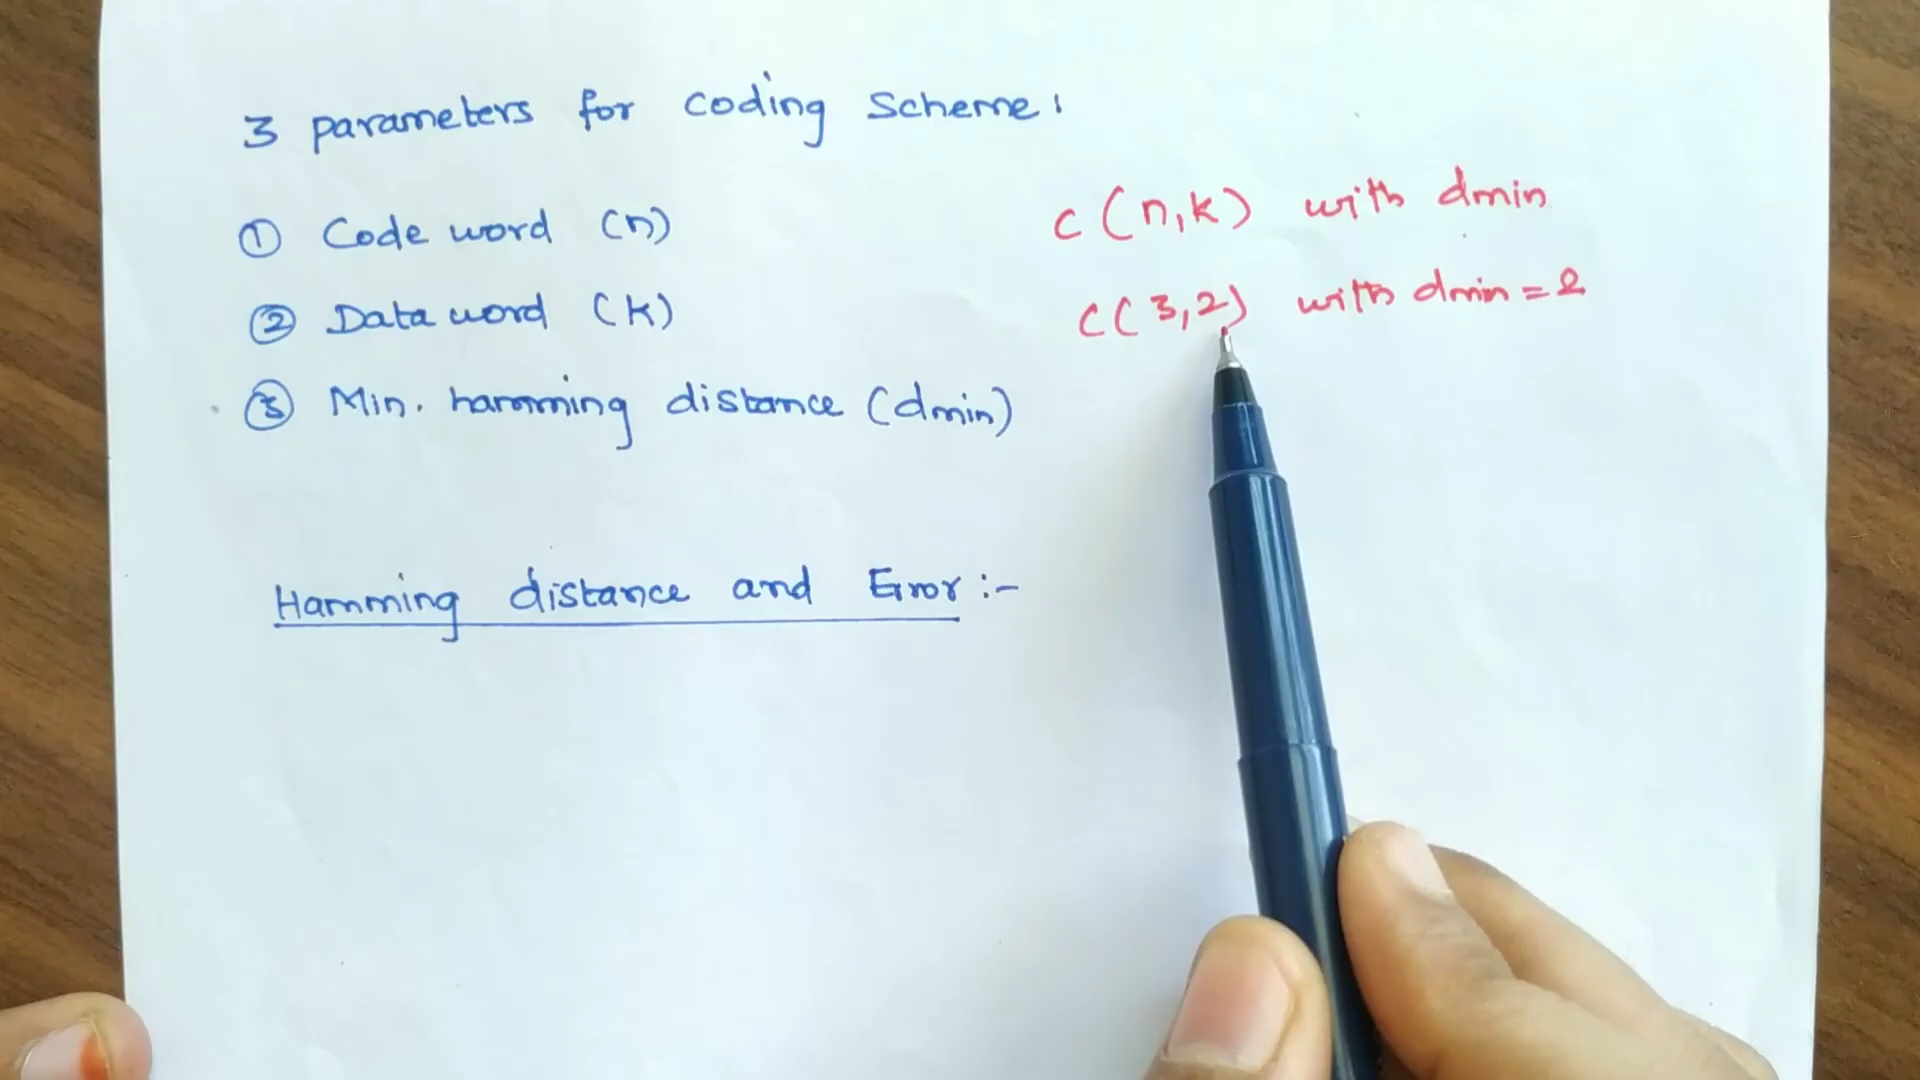 3 parameters for coding scheme:
① Code word (n)
C(n,k) with dmin
② Data word (k)
C(3,2) with dmin = 2
③ Min. hamming distance (dmin)
Hamming distance and Error :-